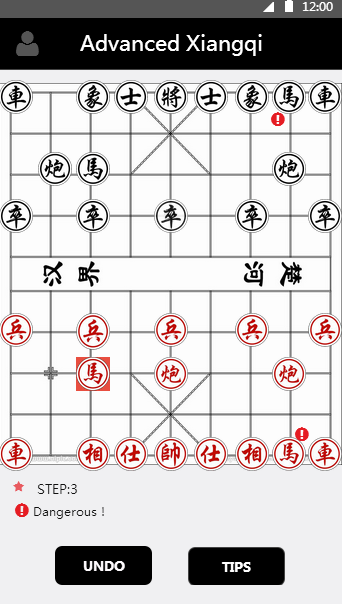 12:00
Advanced Xiangqi
車 象 士 將 士 象 馬 車
炮 馬 炮
卒 卒 卒 卒 卒
汉 界 河 楚
兵 兵 兵 兵 兵
馬 炮 炮
車 相 仕 帥 仕 相 馬 車
STEP:3
Dangerous !
UNDO TIPS